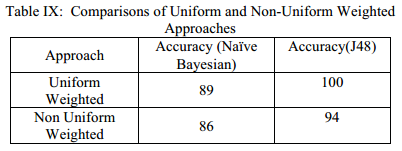 Table IX: Comparisons of Uniform and Non-Uniform Weighted
Approaches
Approach
Accuracy (Naïve
Bayesian)
Accuracy(J48)
Uniform
Weighted
89
100
Non Uniform
Weighted
86
94